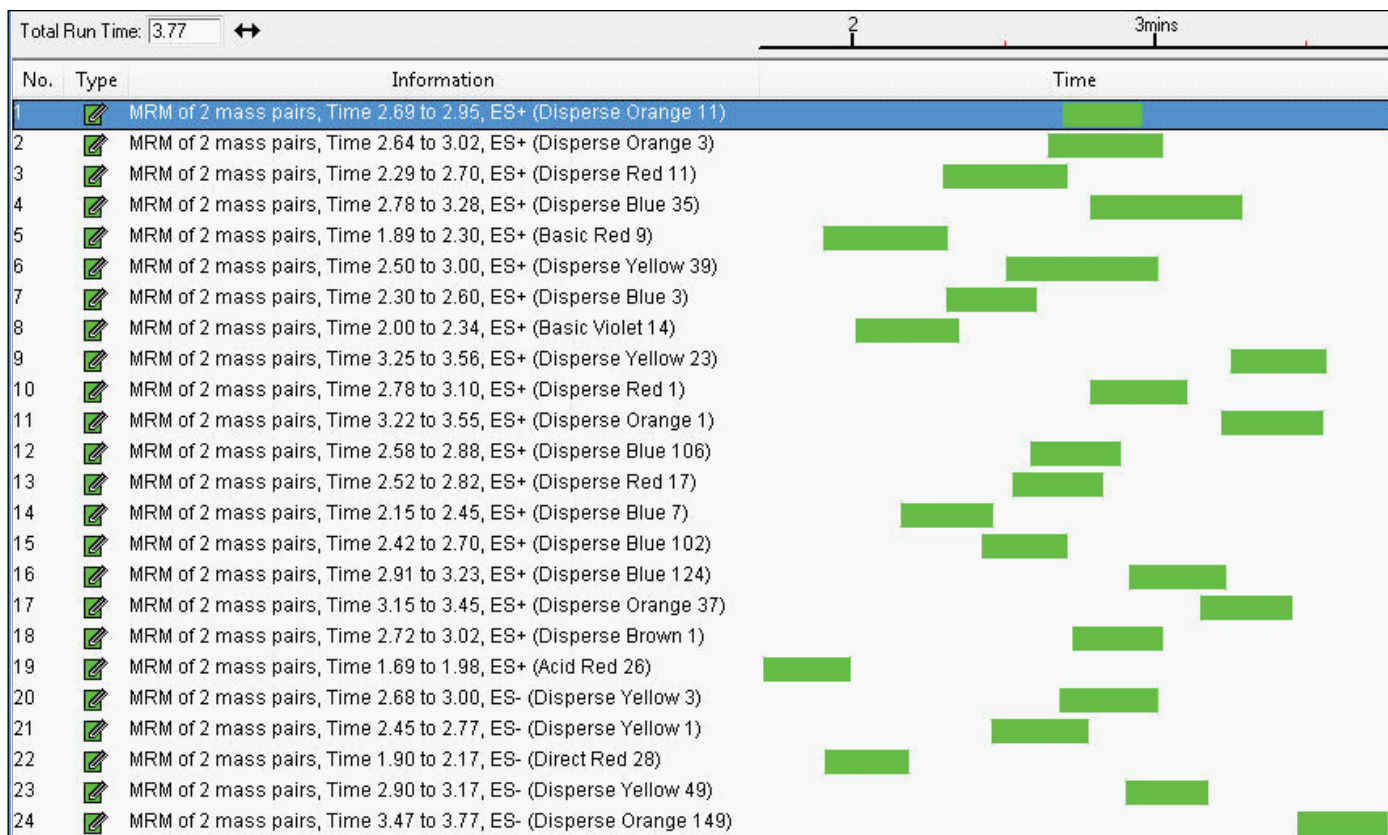 Total Run Time: 3.77
2 3mins
No. Type Information Time
1 MRM of 2 mass pairs, Time 2.69 to 2.95, ES+ (Disperse Orange 11)
2 MRM of 2 mass pairs, Time 2.64 to 3.02, ES+ (Disperse Orange 3)
3 MRM of 2 mass pairs, Time 2.29 to 2.70, ES+ (Disperse Red 11)
4 MRM of 2 mass pairs, Time 2.78 to 3.28, ES+ (Disperse Blue 35)
5 MRM of 2 mass pairs, Time 1.89 to 2.30, ES+ (Basic Red 9)
6 MRM of 2 mass pairs, Time 2.50 to 3.00, ES+ (Disperse Yellow 39)
7 MRM of 2 mass pairs, Time 2.30 to 2.60, ES+ (Disperse Blue 3)
8 MRM of 2 mass pairs, Time 2.00 to 2.34, ES+ (Basic Violet 14)
9 MRM of 2 mass pairs, Time 3.25 to 3.56, ES+ (Disperse Yellow 23)
10 MRM of 2 mass pairs, Time 2.78 to 3.10, ES+ (Disperse Red 1)
11 MRM of 2 mass pairs, Time 3.22 to 3.55, ES+ (Disperse Orange 1)
12 MRM of 2 mass pairs, Time 2.58 to 2.88, ES+ (Disperse Blue 106)
13 MRM of 2 mass pairs, Time 2.52 to 2.82, ES+ (Disperse Red 17)
14 MRM of 2 mass pairs, Time 2.15 to 2.45, ES+ (Disperse Blue 7)
15 MRM of 2 mass pairs, Time 2.42 to 2.70, ES+ (Disperse Blue 102)
16 MRM of 2 mass pairs, Time 2.91 to 3.23, ES+ (Disperse Blue 124)
17 MRM of 2 mass pairs, Time 3.15 to 3.45, ES+ (Disperse Orange 37)
18 MRM of 2 mass pairs, Time 2.72 to 3.02, ES+ (Disperse Brown 1)
19 MRM of 2 mass pairs, Time 1.69 to 1.98, ES+ (Acid Red 26)
20 MRM of 2 mass pairs, Time 2.68 to 3.00, ES- (Disperse Yellow 3)
21 MRM of 2 mass pairs, Time 2.45 to 2.77, ES- (Disperse Yellow 1)
22 MRM of 2 mass pairs, Time 1.90 to 2.17, ES- (Direct Red 28)
23 MRM of 2 mass pairs, Time 2.90 to 3.17, ES- (Disperse Yellow 49)
24 MRM of 2 mass pairs, Time 3.47 to 3.77, ES- (Disperse Orange 149)